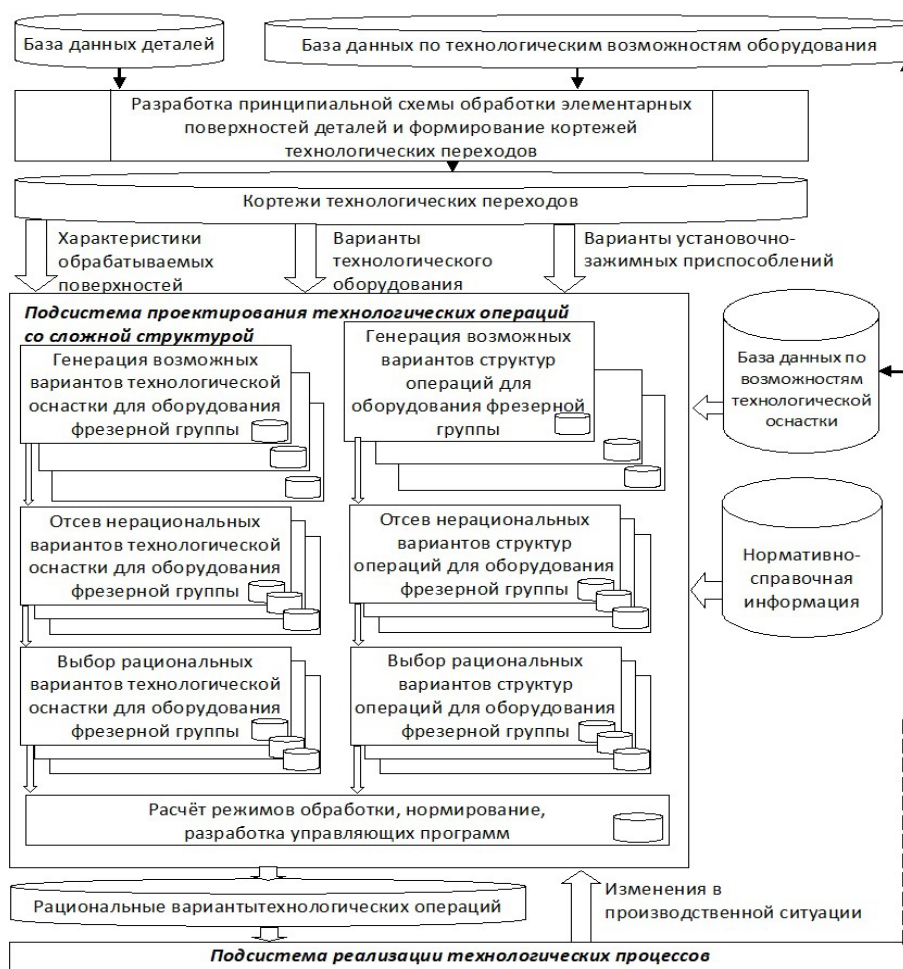 База данных деталей
База данных по технологическим возможностям оборудования
Разработка принципиальной схемы обработки элементарных
поверхностей деталей и формирование кортежей
технологических переходов
Кортежи технологических переходов
Характеристики
обрабатываемых
поверхностей
Варианты
технологического
оборудования
Варианты установочно-
зажимных приспособлений
Подсистема проектирования технологических операций
со сложной структурой
Генерация возможных
вариантов технологической
оснастки для оборудования
фрезерной группы
Генерация возможных
вариантов структур
операций для
оборудования фрезерной
группы
База данных по
возможностям
технологической
оснастки
Отсев нерациональных
вариантов технологической
оснастки для оборудования
фрезерной группы
Отсев нерациональных
вариантов структур
операций для оборудования
фрезерной группы
Нормативно-
справочная
информация
Выбор рациональных
вариантов технологической
оснастки для оборудования
фрезерной группы
Выбор рациональных
вариантов структур
операций для оборудования
фрезерной группы
Расчёт режимов обработки, нормирование,
разработка управляющих программ
Рациональные вариантытехнологических операций
Изменения в
производственной ситуации
Подсистема реализации технологических процессов